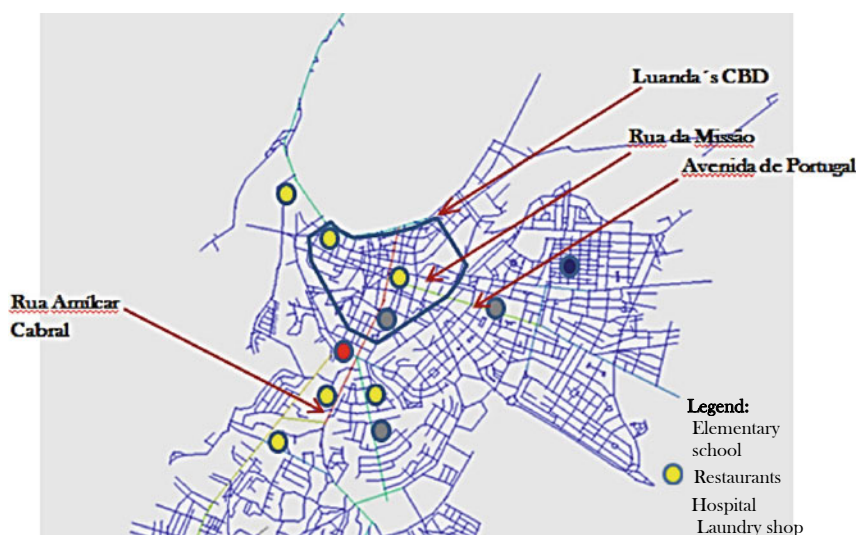 Luanda´s CBD
Rua da Missão
Avenida de Portugal
Rua Amílcar
Cabral
Legend:
Elementary
school
Restaurants
Hospital
Laundry shop